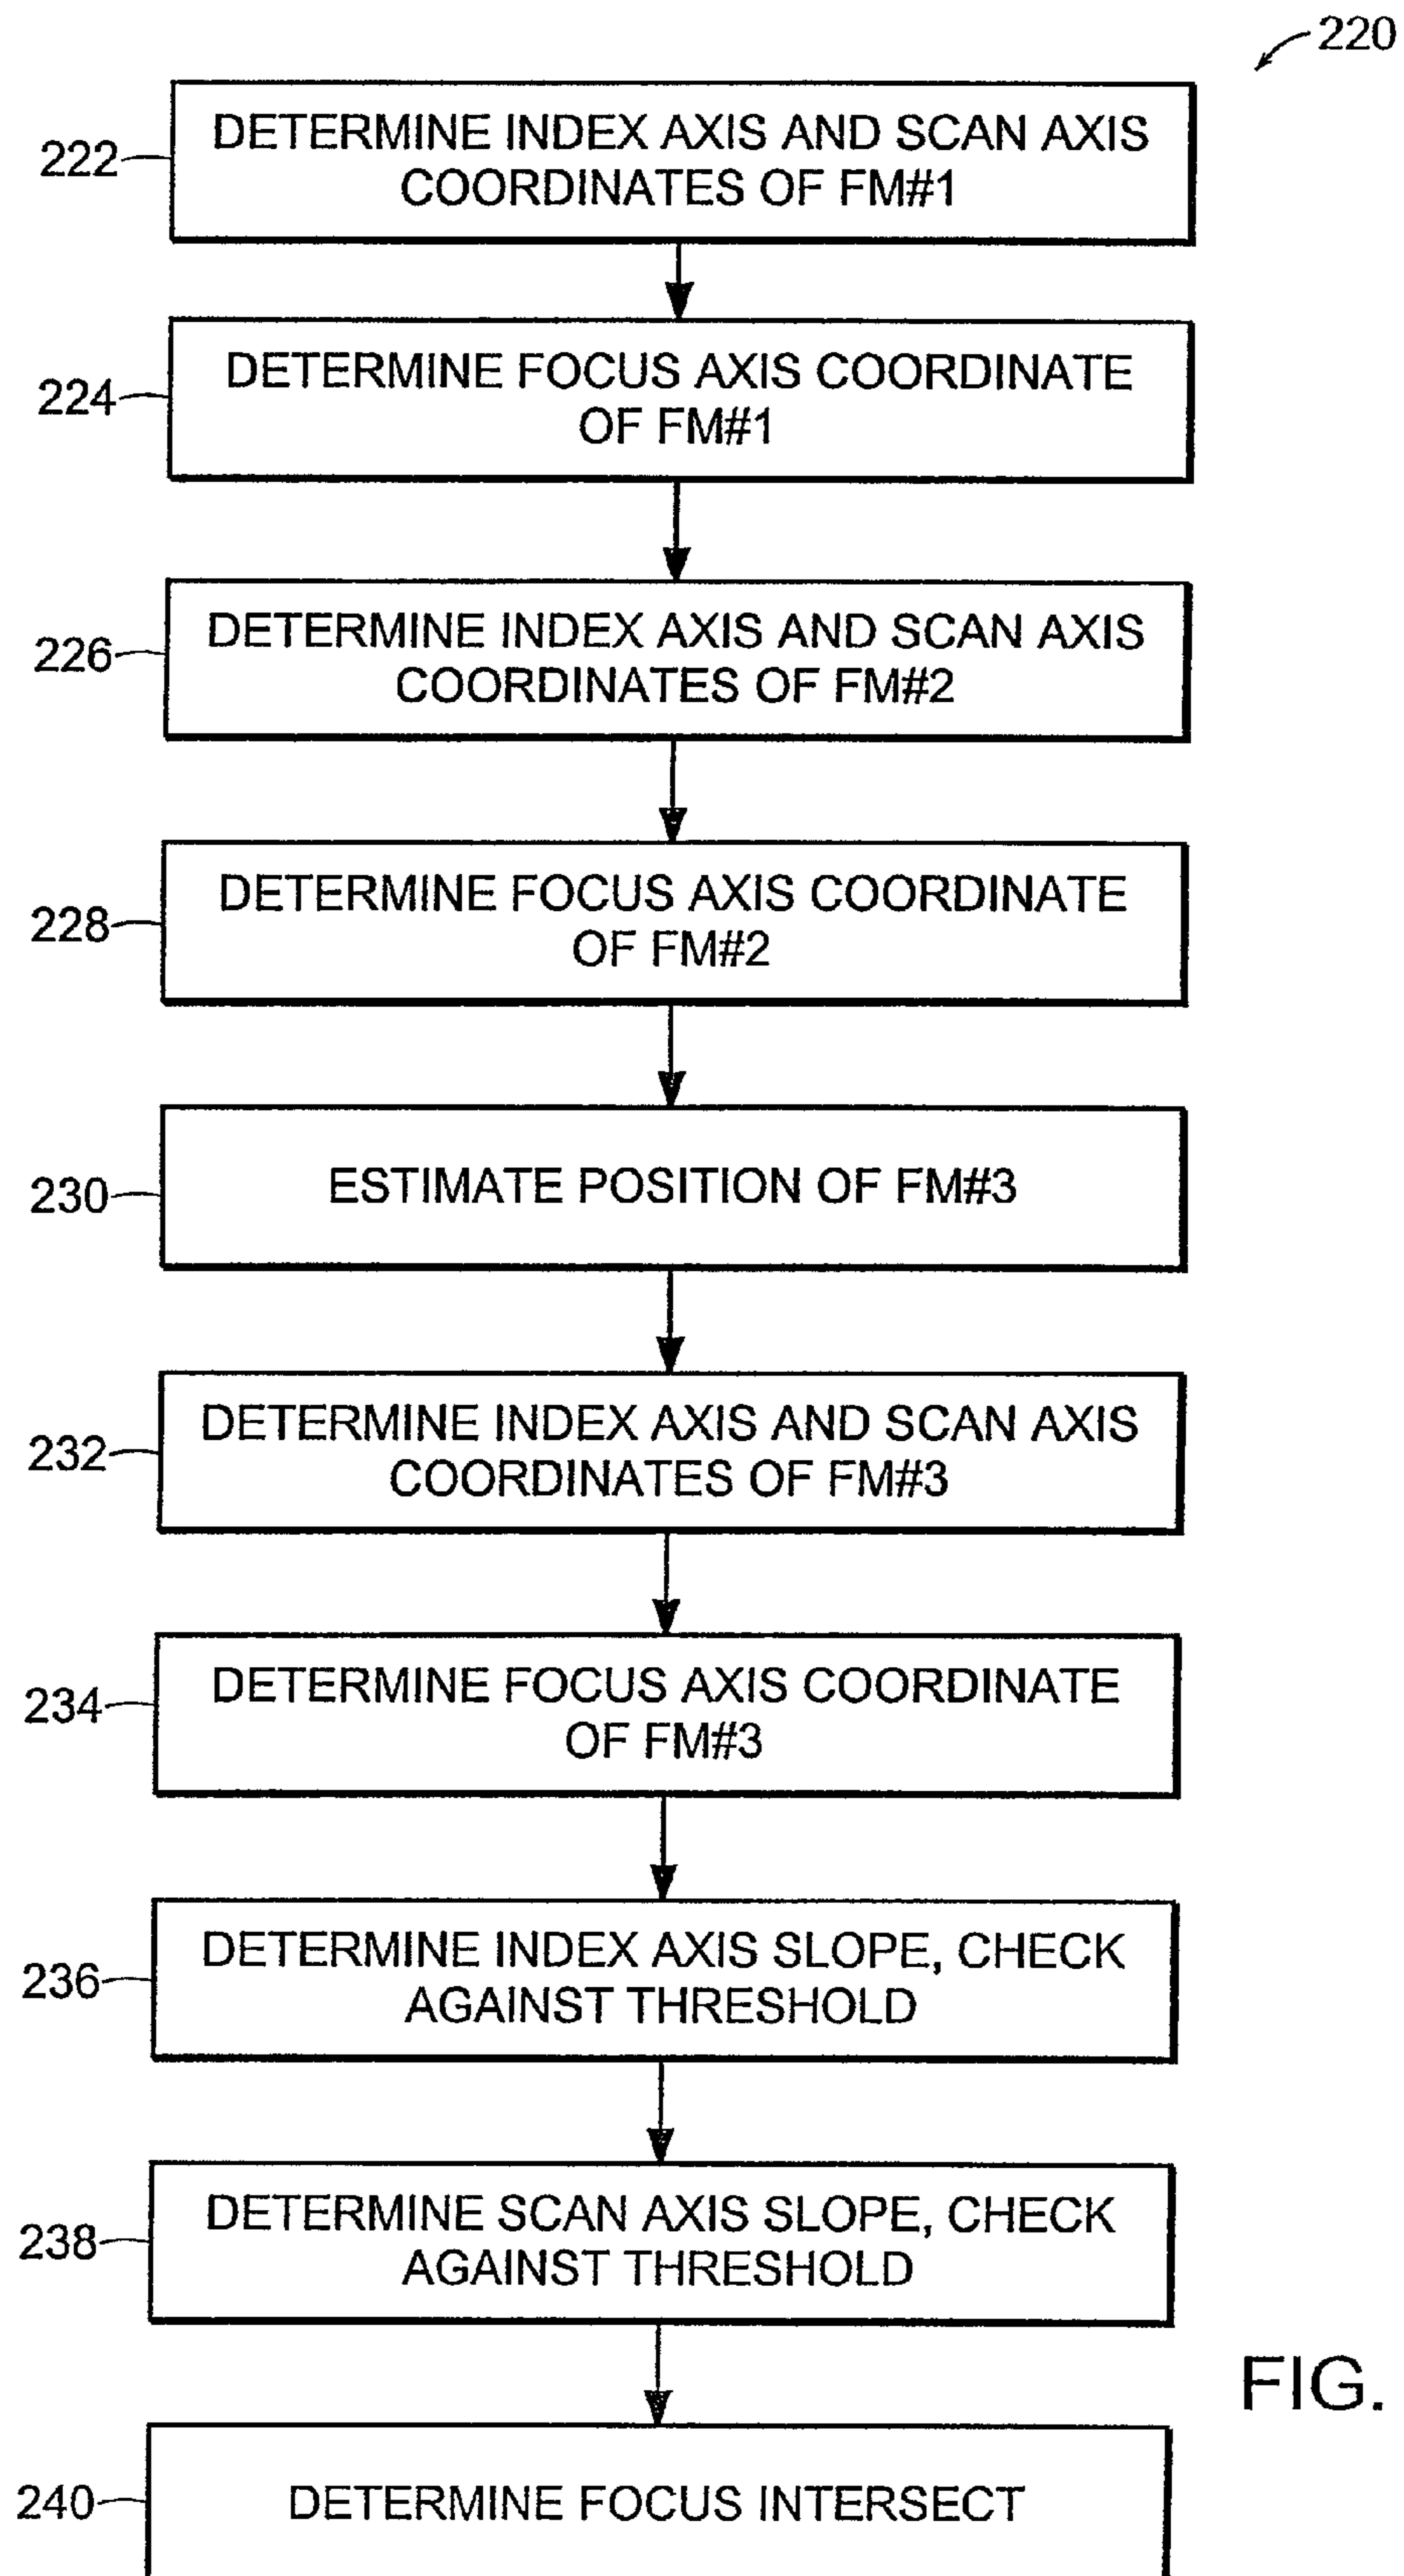 220
222
DETERMINE INDEX AXIS AND SCAN AXIS
COORDINATES OF FM#1
224
DETERMINE FOCUS AXIS COORDINATE
OF FM#1
226
DETERMINE INDEX AXIS AND SCAN AXIS
COORDINATES OF FM#2
228
DETERMINE FOCUS AXIS COORDINATE
OF FM#2
230
ESTIMATE POSITION OF FM#3
232
DETERMINE INDEX AXIS AND SCAN AXIS
COORDINATES OF FM#3
234
DETERMINE FOCUS AXIS COORDINATE
OF FM#3
236
DETERMINE INDEX AXIS SLOPE, CHECK
AGAINST THRESHOLD
238
DETERMINE SCAN AXIS SLOPE, CHECK
AGAINST THRESHOLD
FIG.
240
DETERMINE FOCUS INTERSECT